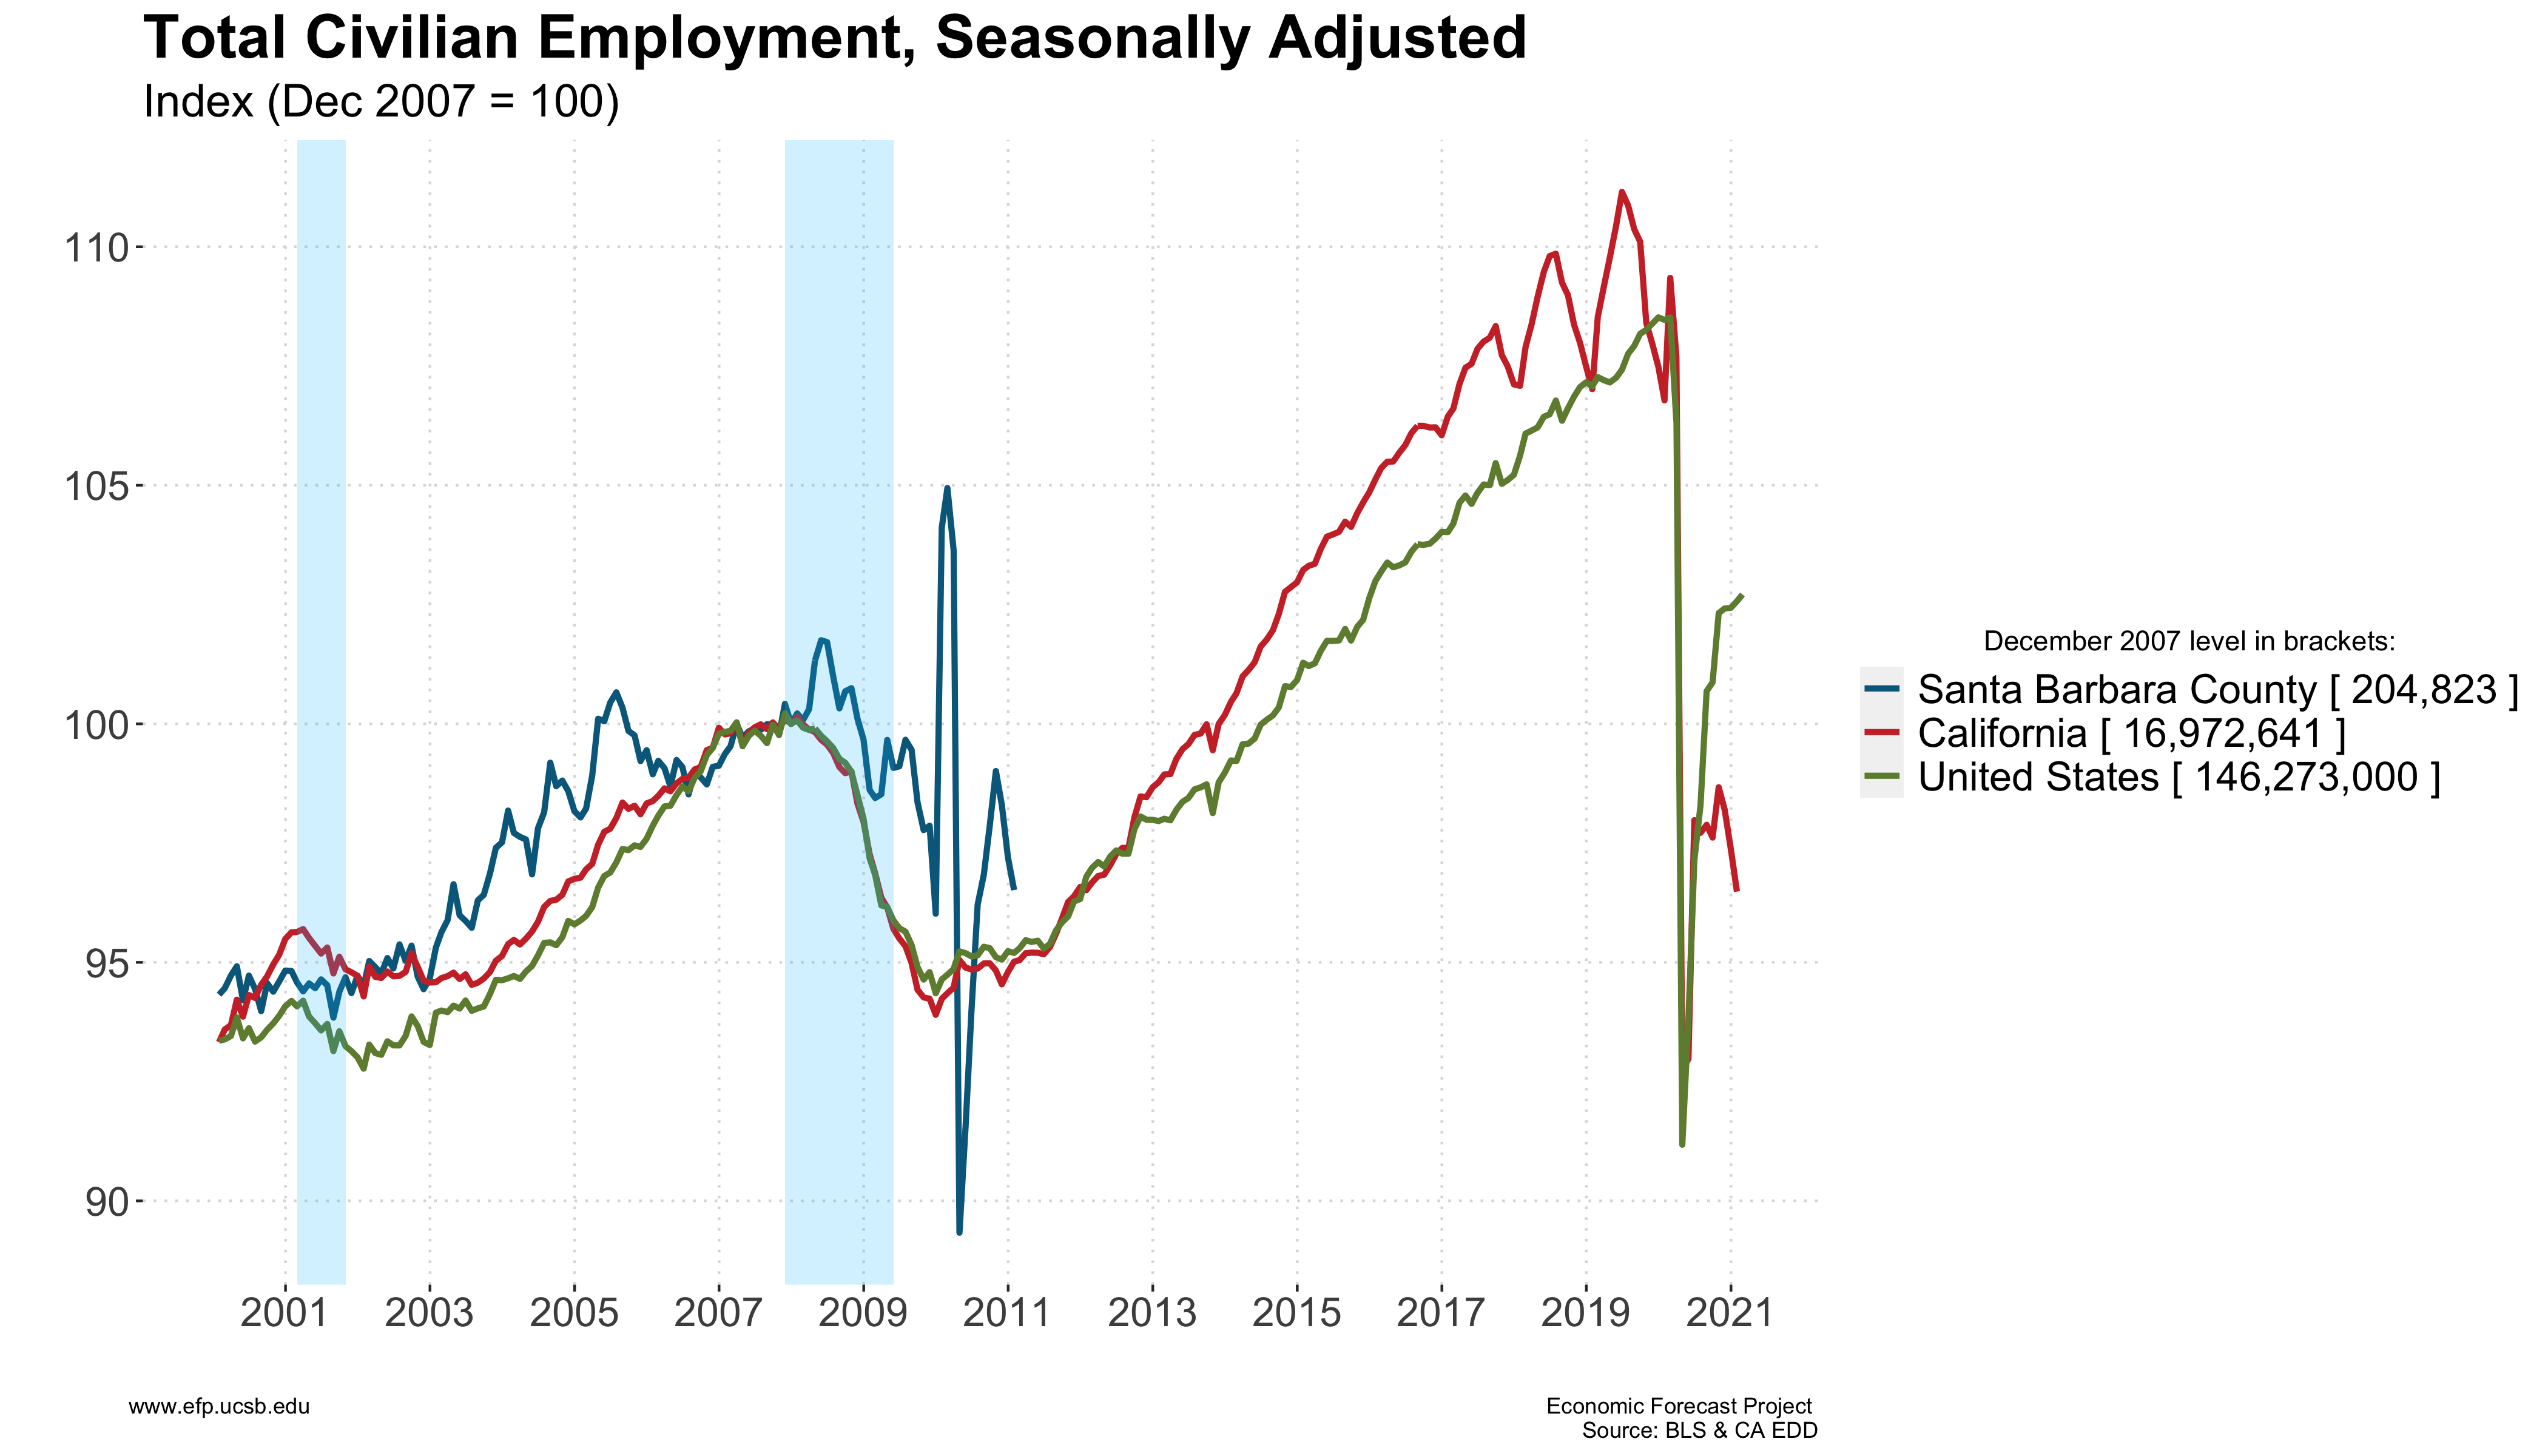 Total Civilian Employment, Seasonally Adjusted
Index (Dec 2007 = 100)
110
105
100
95
90
2001 2003 2005 2007 2009 2011 2013 2015 2017 2019 2021
December 2007 level in brackets:
Santa Barbara County [ 204,823 ]
California [ 16,972,641 ]
United States [ 146,273,000 ]
www.efp.ucsb.edu
Economic Forecast Project
Source: BLS & CA EDD